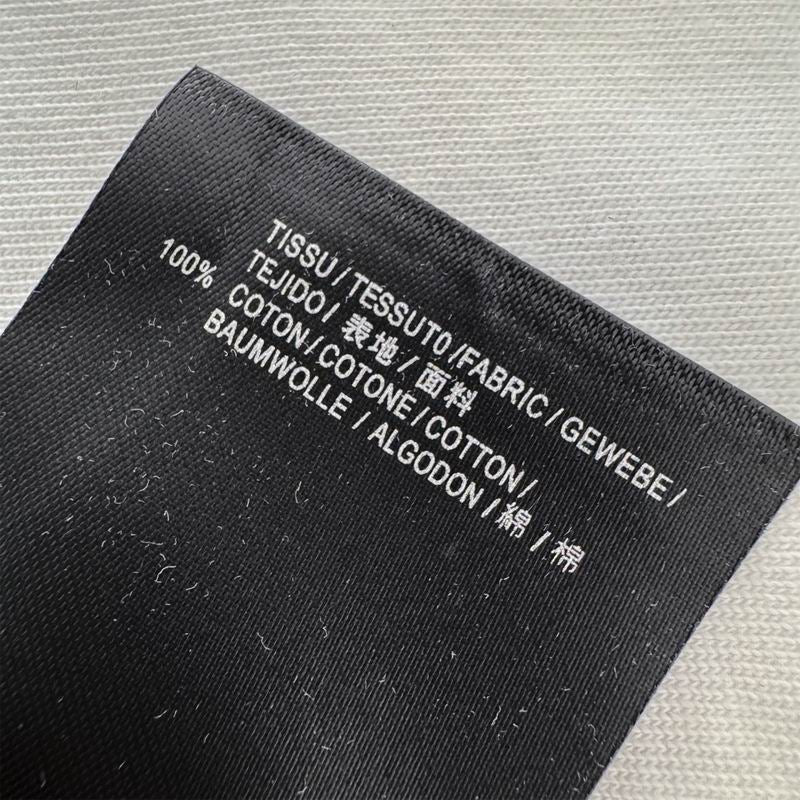 TISSU / TESSUTO / FABRIC / GEWEBE /
TEJIDO / 表地 / 面料
100% COTON / COTONE / COTTON /
BAUMWOLLE / ALGODON / 綿 / 棉